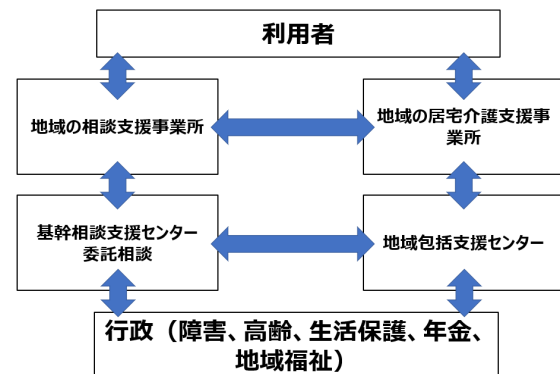 利用者
地域の相談支援事業所
地域の居宅介護支援事
業所
基幹相談支援センター
委託相談
地域包括支援センター
行政（障害、高齢、生活保護、年金、
地域福祉）